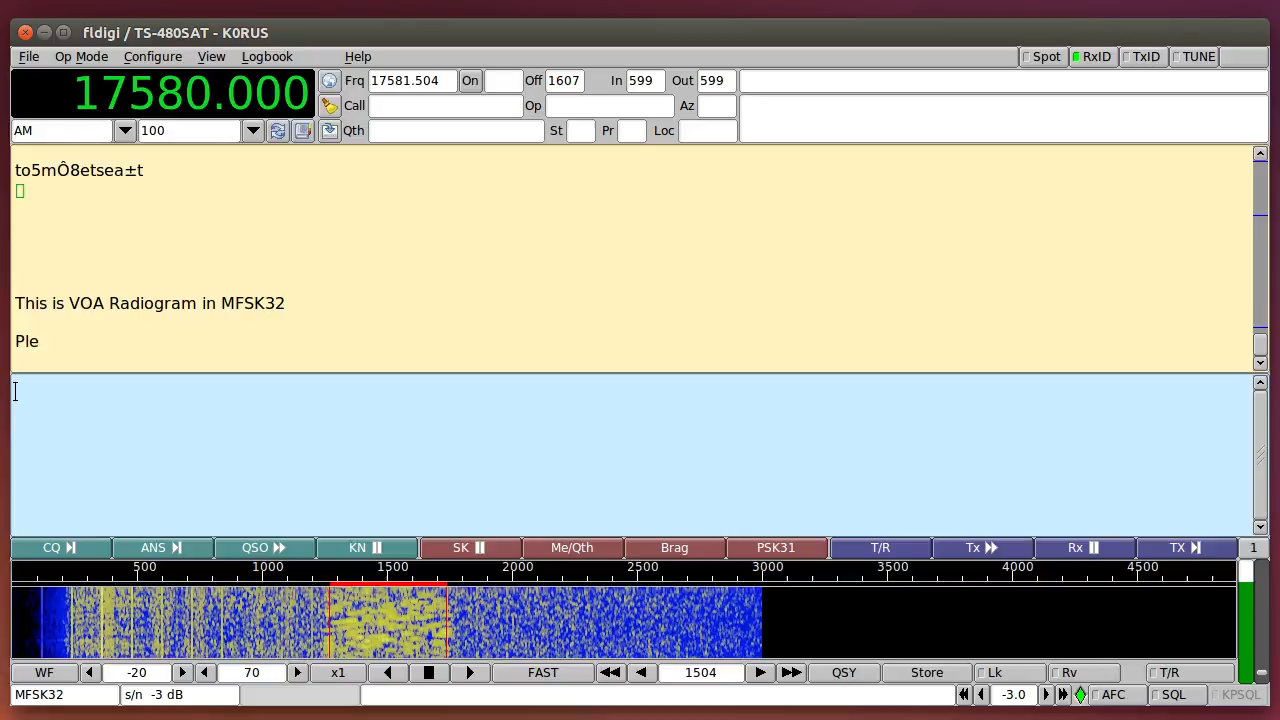 fldigi / TS-480SAT - K0RUS
File Op Mode Configure View Logbook Help Spot RxID TxID TUNE
17580.000 Frq 17581.504 On Off 1607 In 599 Out 599
Call Op Az
AM 100 Qth St Pr Loc
to5mÔ8etsea±t
This is VOA Radiogram in MFSK32
Ple
CQ ANS QSO KN SK Me/Qth Brag PSK31 T/R Tx Rx TX 1
500 1000 1500 2000 2500 3000 3500 4000 4500
WF -20 70 x1 FAST 1504 QSY Store Lk Rv T/R
MFSK32 s/n -3 dB -3.0 AFC SQL KPSQL